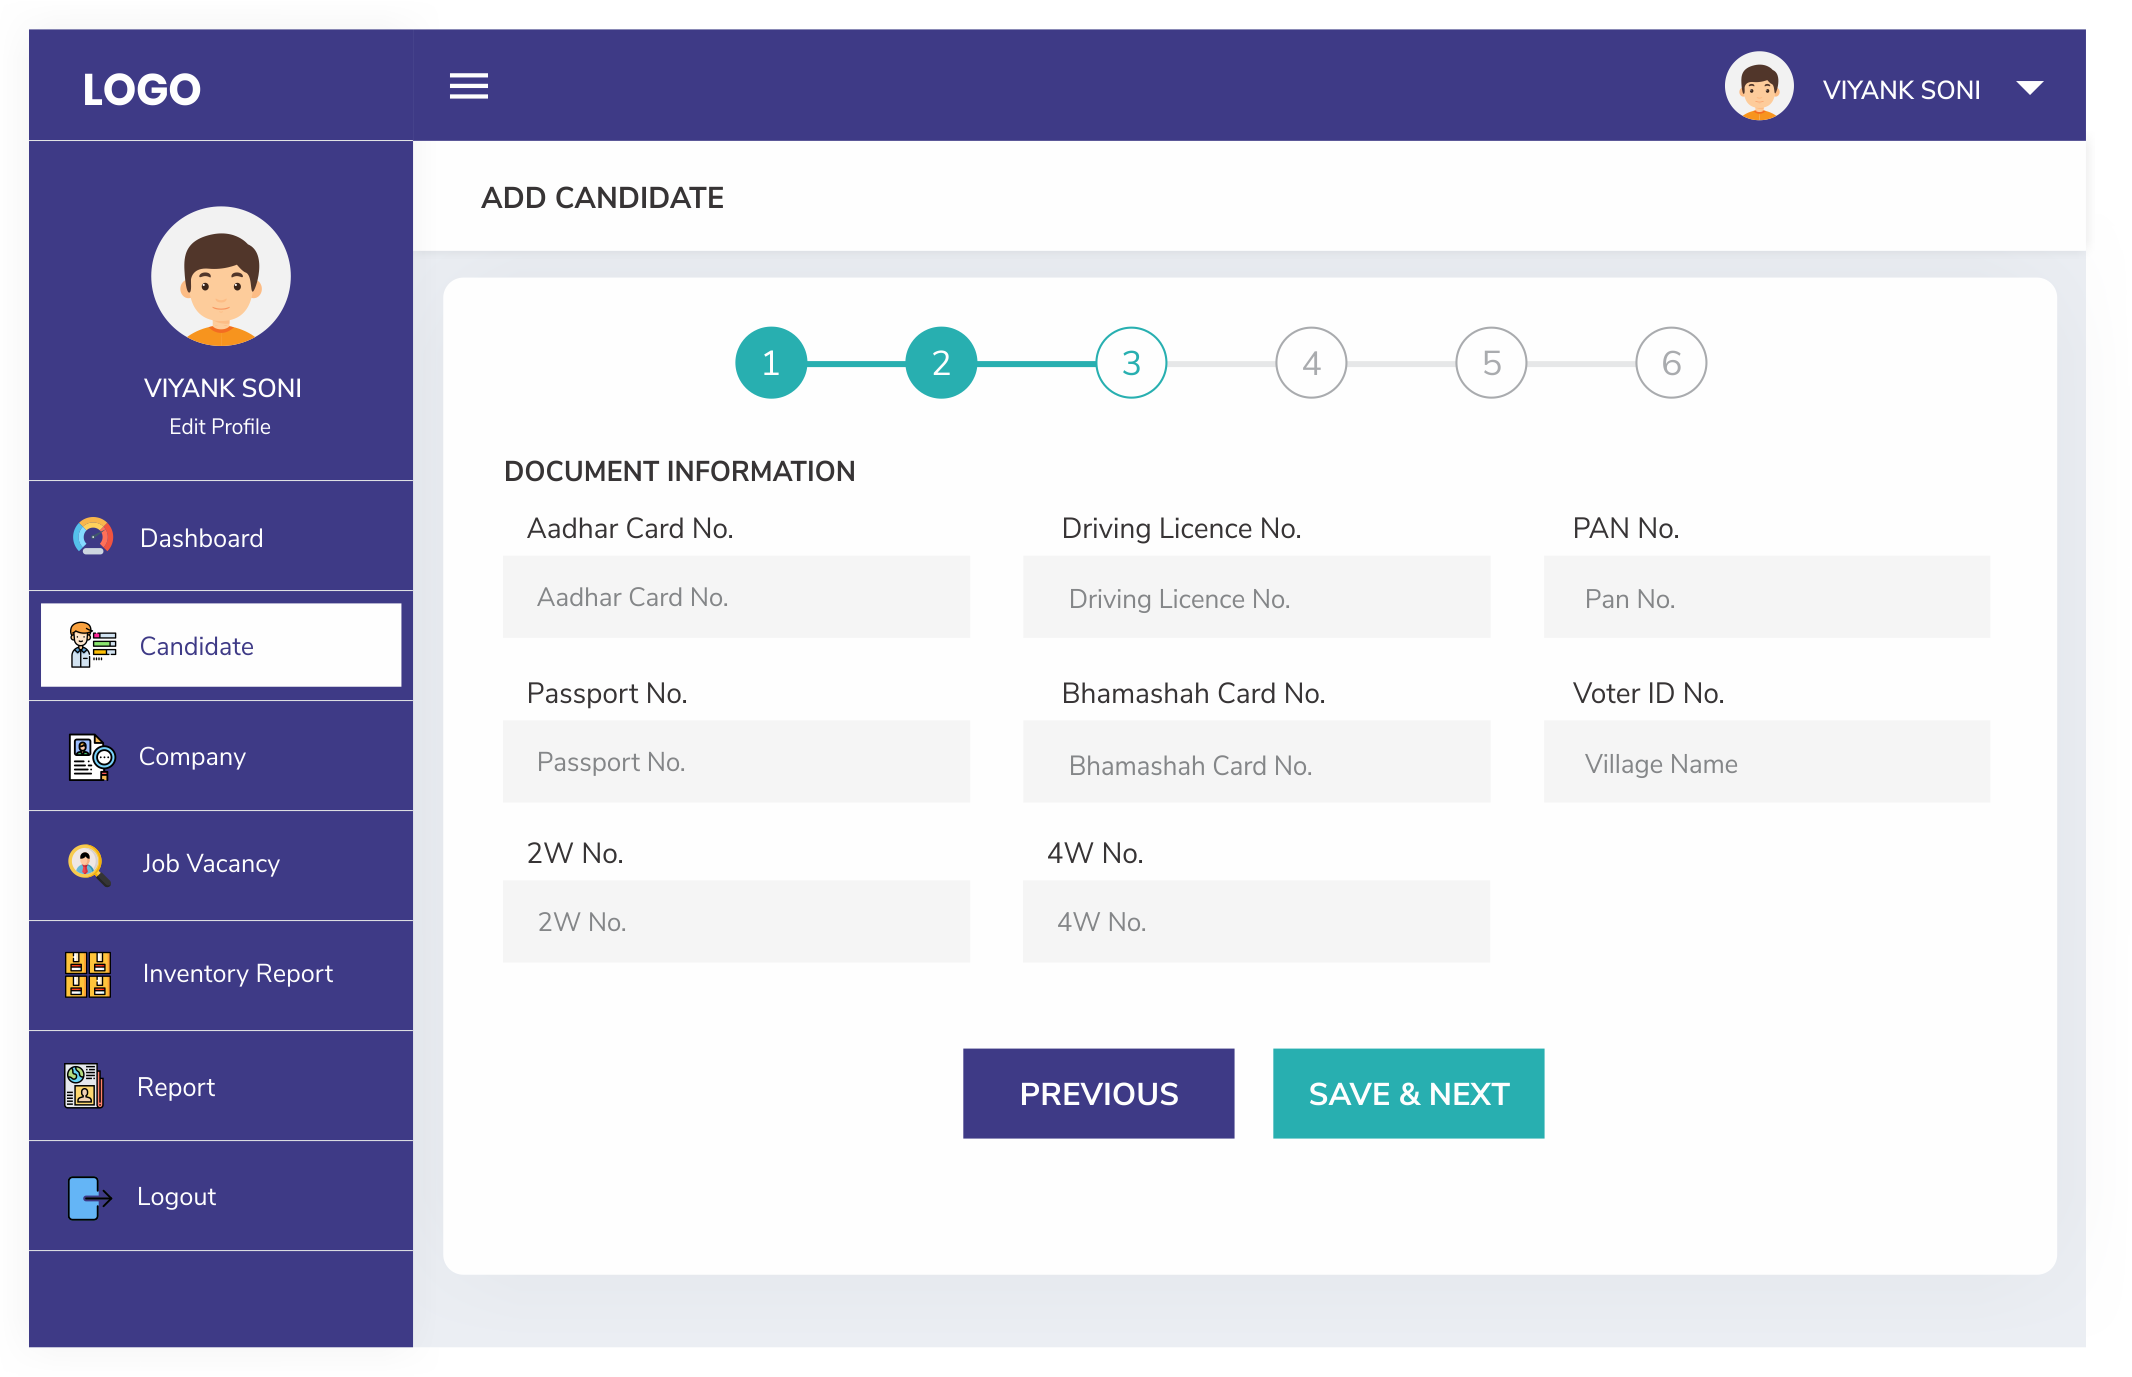 LOGO
VIYANK SONI
ADD CANDIDATE
VIYANK SONI
Edit Profile
Dashboard
Candidate
Company
Job Vacancy
Inventory Report
Report
Logout
1 2 3 4 5 6
DOCUMENT INFORMATION
Aadhar Card No. Driving Licence No. PAN No.
Aadhar Card No. Driving Licence No. Pan No.
Passport No. Bhamashah Card No. Voter ID No.
Passport No. Bhamashah Card No. Village Name
2W No. 4W No.
2W No. 4W No.
PREVIOUS SAVE & NEXT